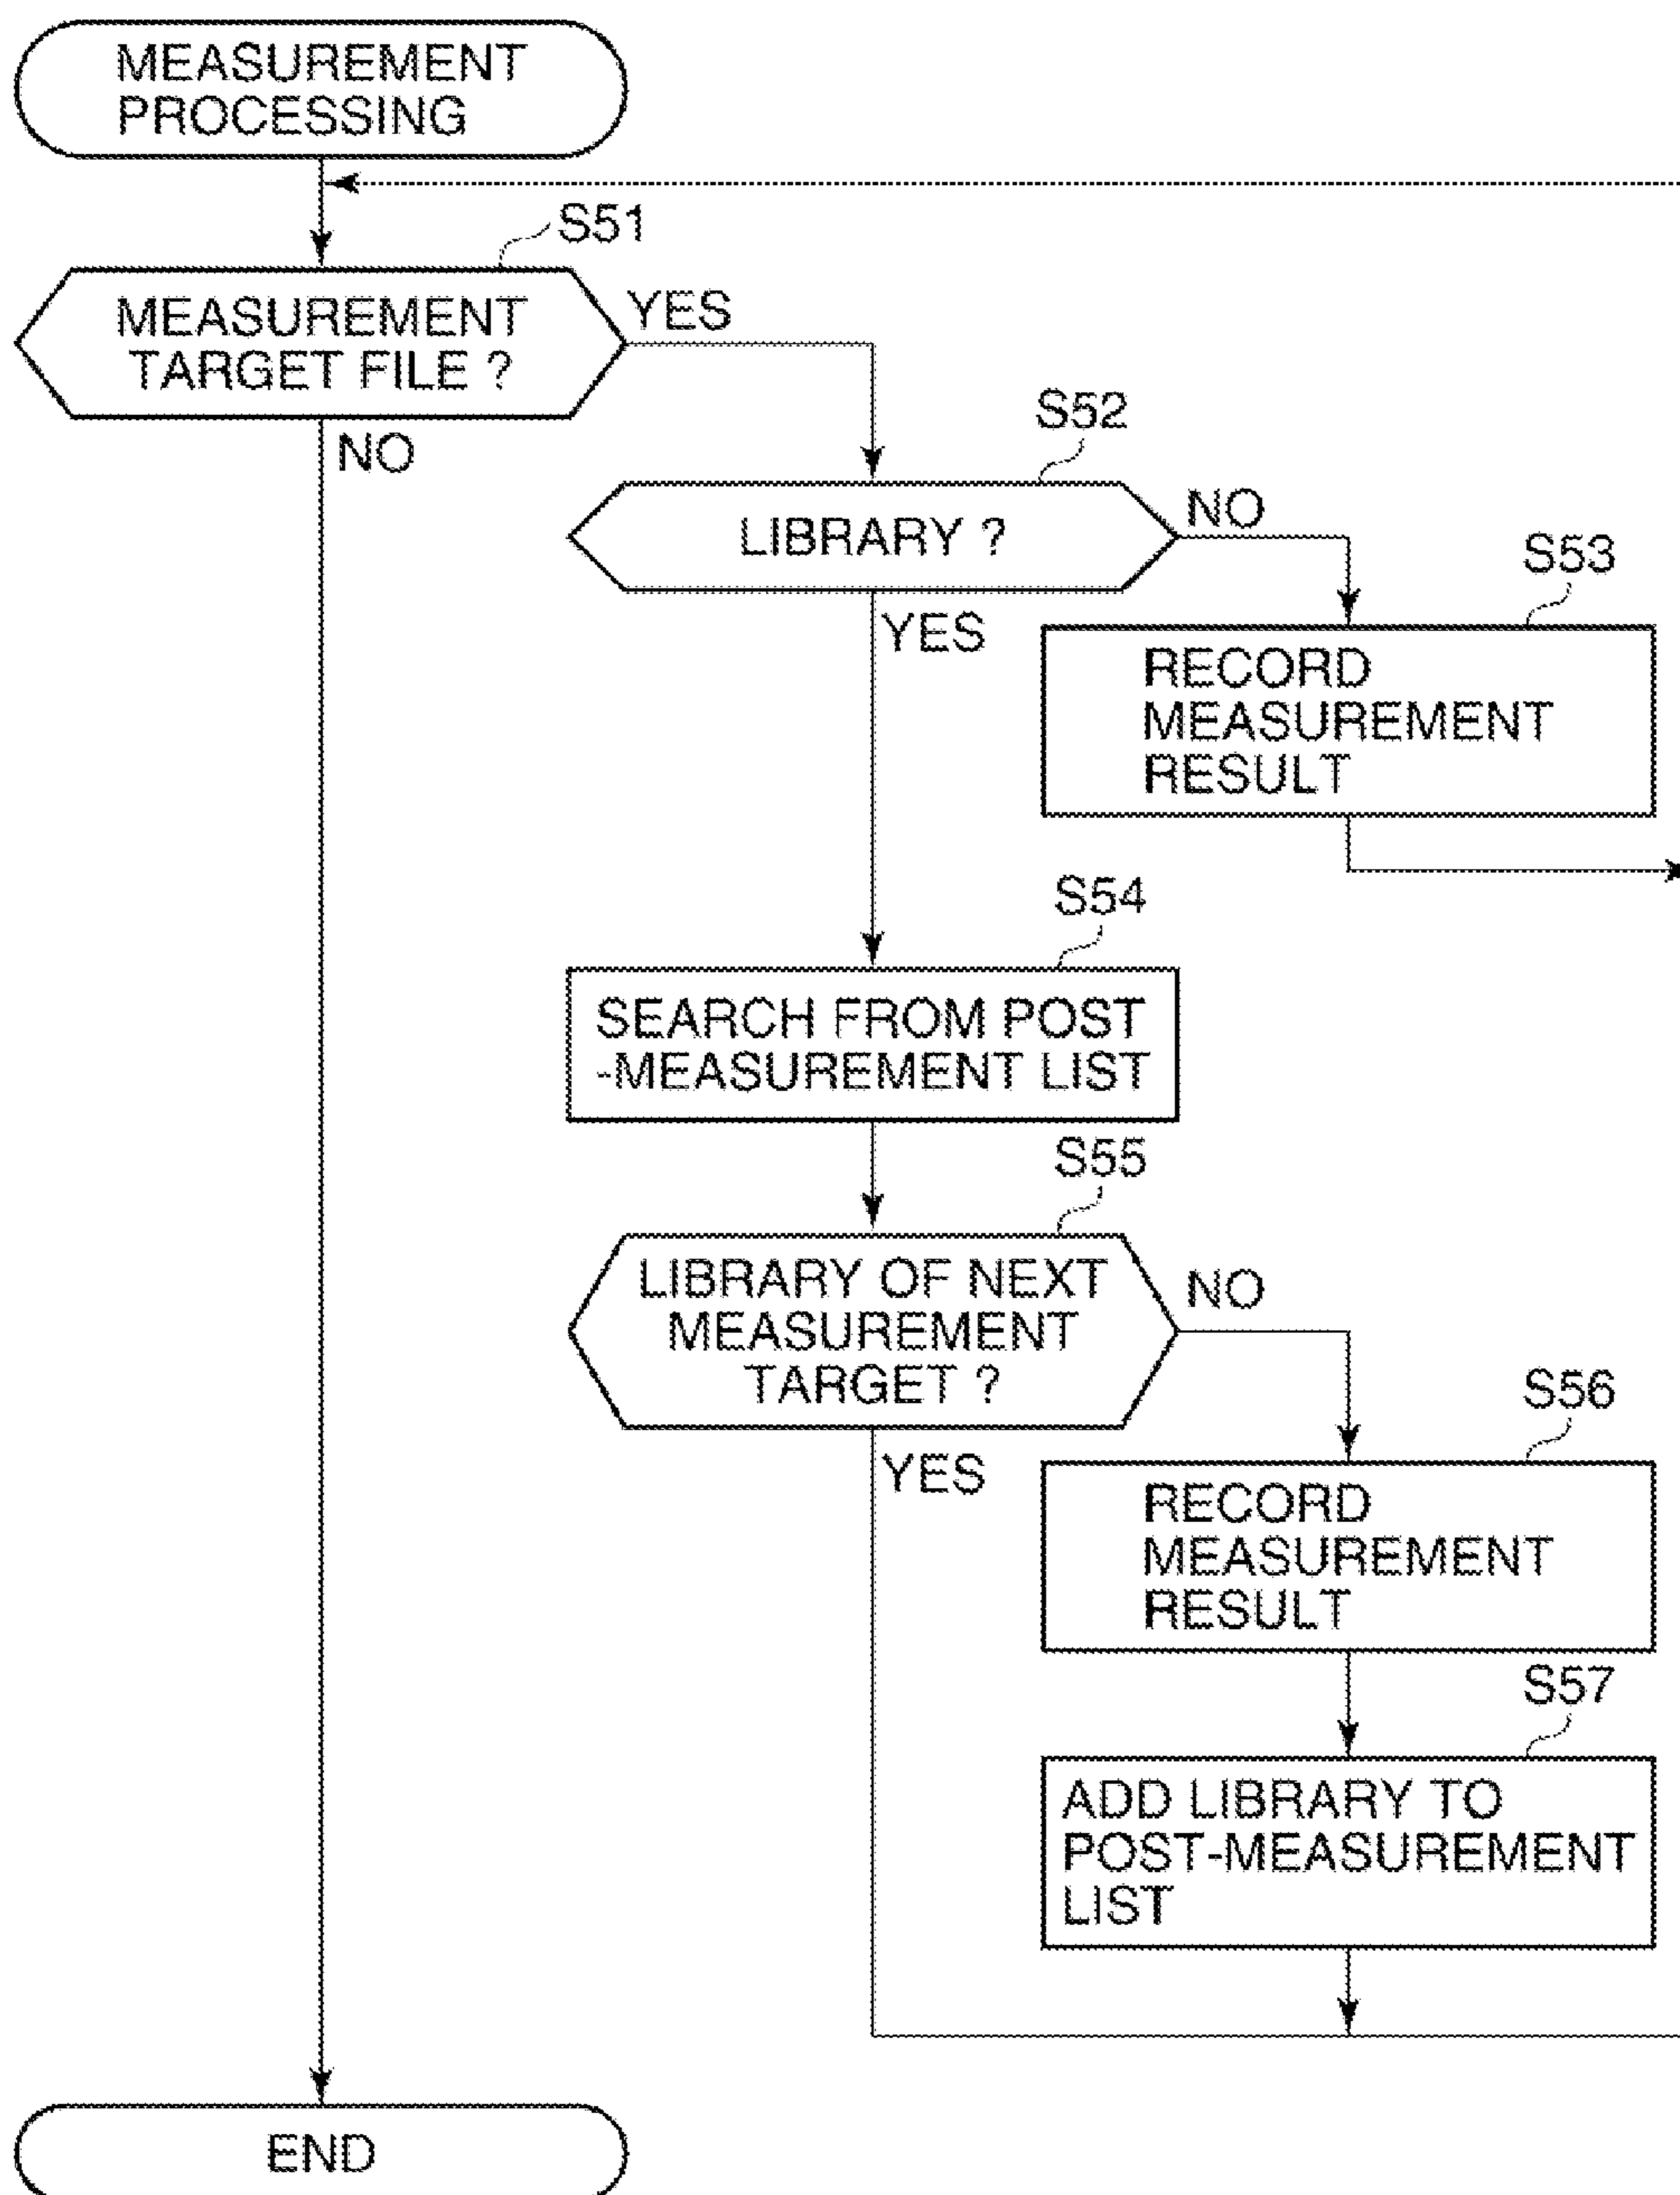 MEASUREMENT
PROCESSING
S51
MEASUREMENT
TARGET FILE ?
YES
NO
S52
LIBRARY ?
NO
YES
S53
RECORD
MEASUREMENT
RESULT
S54
SEARCH FROM POST
-MEASUREMENT LIST
S55
LIBRARY OF NEXT
MEASUREMENT
TARGET ?
NO
YES
S56
RECORD
MEASUREMENT
RESULT
S57
ADD LIBRARY TO
POST-MEASUREMENT
LIST
END